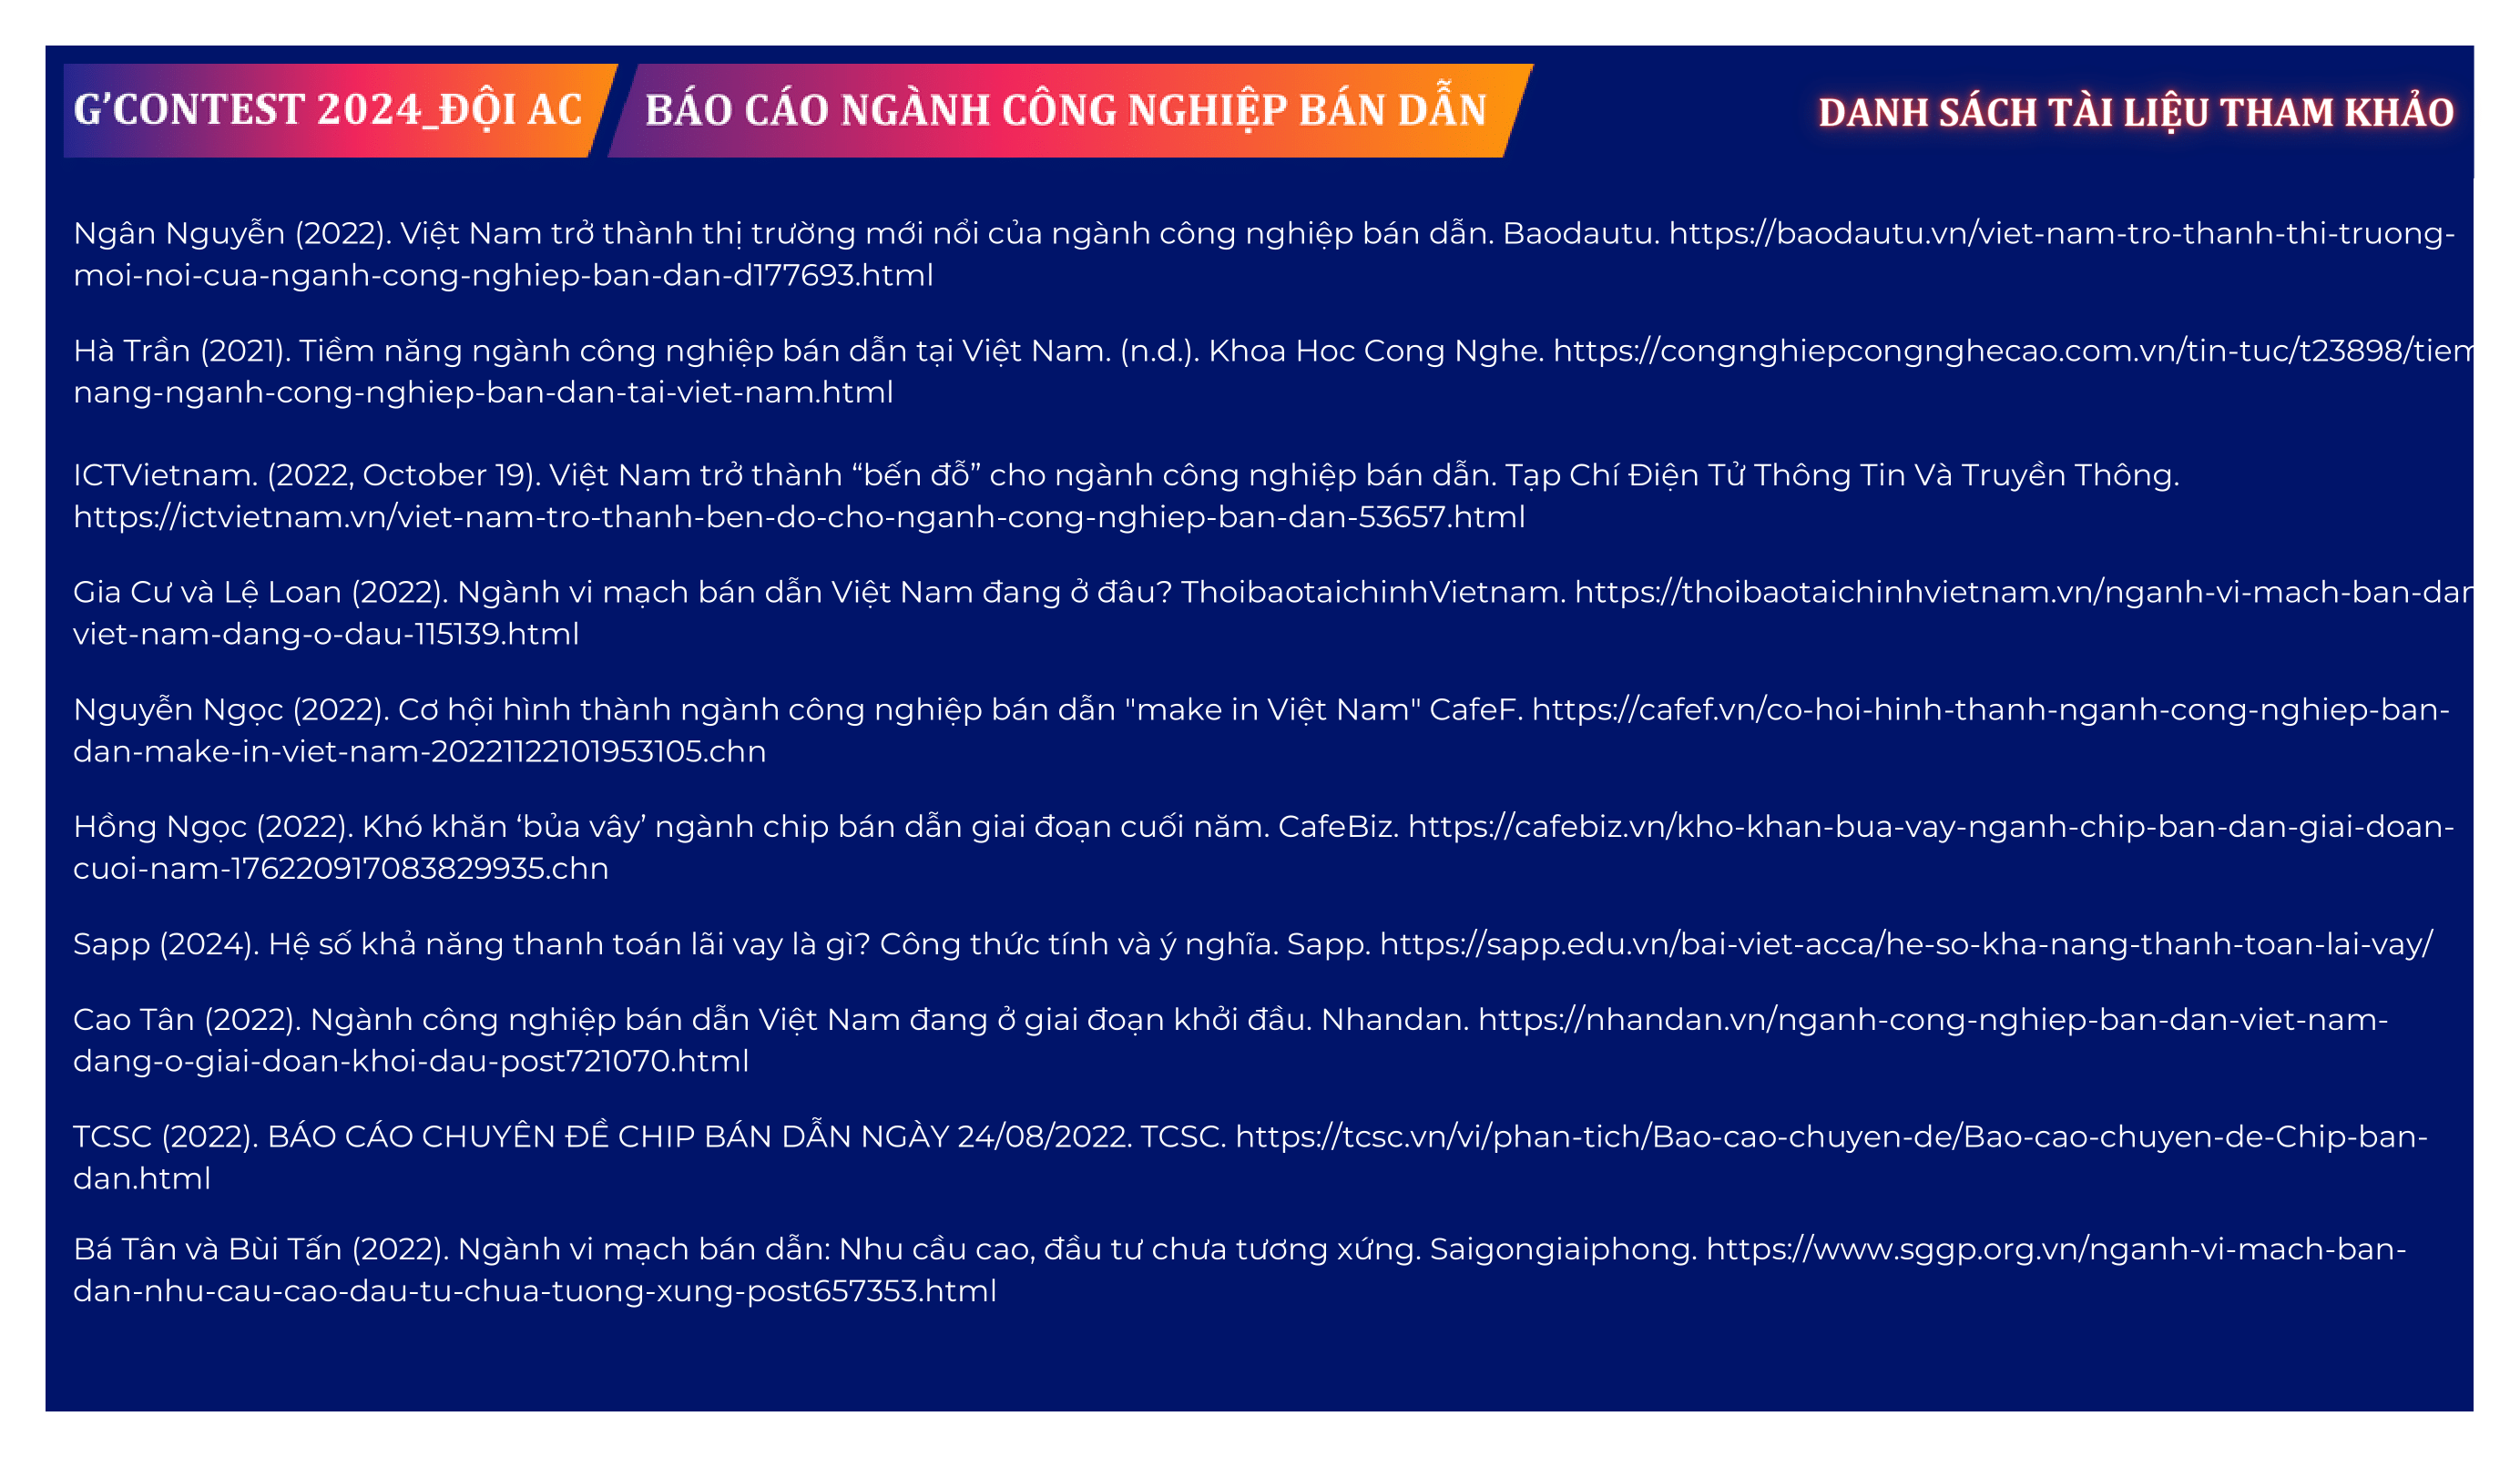 G’CONTEST 2024_ĐỘI AC
BÁO CÁO NGÀNH CÔNG NGHIỆP BÁN DẪN
DANH SÁCH TÀI LIỆU THAM KHẢO
Ngân Nguyễn (2022). Việt Nam trở thành thị trường mới nổi của ngành công nghiệp bán dẫn. Baodautu. https://baodautu.vn/viet-nam-tro-thanh-thi-truong-
moi-noi-cua-nganh-cong-nghiep-ban-dan-d177693.html
Hà Trần (2021). Tiềm năng ngành công nghiệp bán dẫn tại Việt Nam. (n.d.). Khoa Hoc Cong Nghe. https://congnghiepcongnghecao.com.vn/tin-tuc/t23898/tiem
nang-nganh-cong-nghiep-ban-dan-tai-viet-nam.html
ICTVietnam. (2022, October 19). Việt Nam trở thành “bến đỗ” cho ngành công nghiệp bán dẫn. Tạp Chí Điện Tử Thông Tin Và Truyền Thông.
https://ictvietnam.vn/viet-nam-tro-thanh-ben-do-cho-nganh-cong-nghiep-ban-dan-53657.html
Gia Cư và Lệ Loan (2022). Ngành vi mạch bán dẫn Việt Nam đang ở đâu? ThoibaotaichinhVietnam. https://thoibaotaichinhvietnam.vn/nganh-vi-mach-ban-dan
viet-nam-dang-o-dau-115139.html
Nguyễn Ngọc (2022). Cơ hội hình thành ngành công nghiệp bán dẫn "make in Việt Nam" CafeF. https://cafef.vn/co-hoi-hinh-thanh-nganh-cong-nghiep-ban-
dan-make-in-viet-nam-20221122101953105.chn
Hồng Ngọc (2022). Khó khăn ‘bủa vây’ ngành chip bán dẫn giai đoạn cuối năm. CafeBiz. https://cafebiz.vn/kho-khan-bua-vay-nganh-chip-ban-dan-giai-doan-
cuoi-nam-176220917083829935.chn
Sapp (2024). Hệ số khả năng thanh toán lãi vay là gì? Công thức tính và ý nghĩa. Sapp. https://sapp.edu.vn/bai-viet-acca/he-so-kha-nang-thanh-toan-lai-vay/
Cao Tân (2022). Ngành công nghiệp bán dẫn Việt Nam đang ở giai đoạn khởi đầu. Nhandan. https://nhandan.vn/nganh-cong-nghiep-ban-dan-viet-nam-
dang-o-giai-doan-khoi-dau-post721070.html
TCSC (2022). BÁO CÁO CHUYÊN ĐỀ CHIP BÁN DẪN NGÀY 24/08/2022. TCSC. https://tcsc.vn/vi/phan-tich/Bao-cao-chuyen-de/Bao-cao-chuyen-de-Chip-ban-
dan.html
Bá Tân và Bùi Tấn (2022). Ngành vi mạch bán dẫn: Nhu cầu cao, đầu tư chưa tương xứng. Saigongiaiphong. https://www.sggp.org.vn/nganh-vi-mach-ban-
dan-nhu-cau-cao-dau-tu-chua-tuong-xung-post657353.html